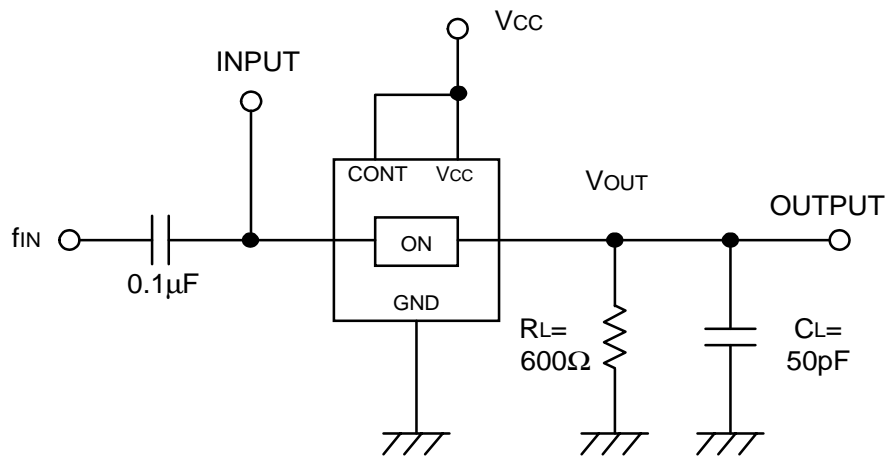 VCC
INPUT
CONT VCC
VOUT
OUTPUT
fIN
ON
0.1μF
GND
RL=
600Ω
CL=
50pF